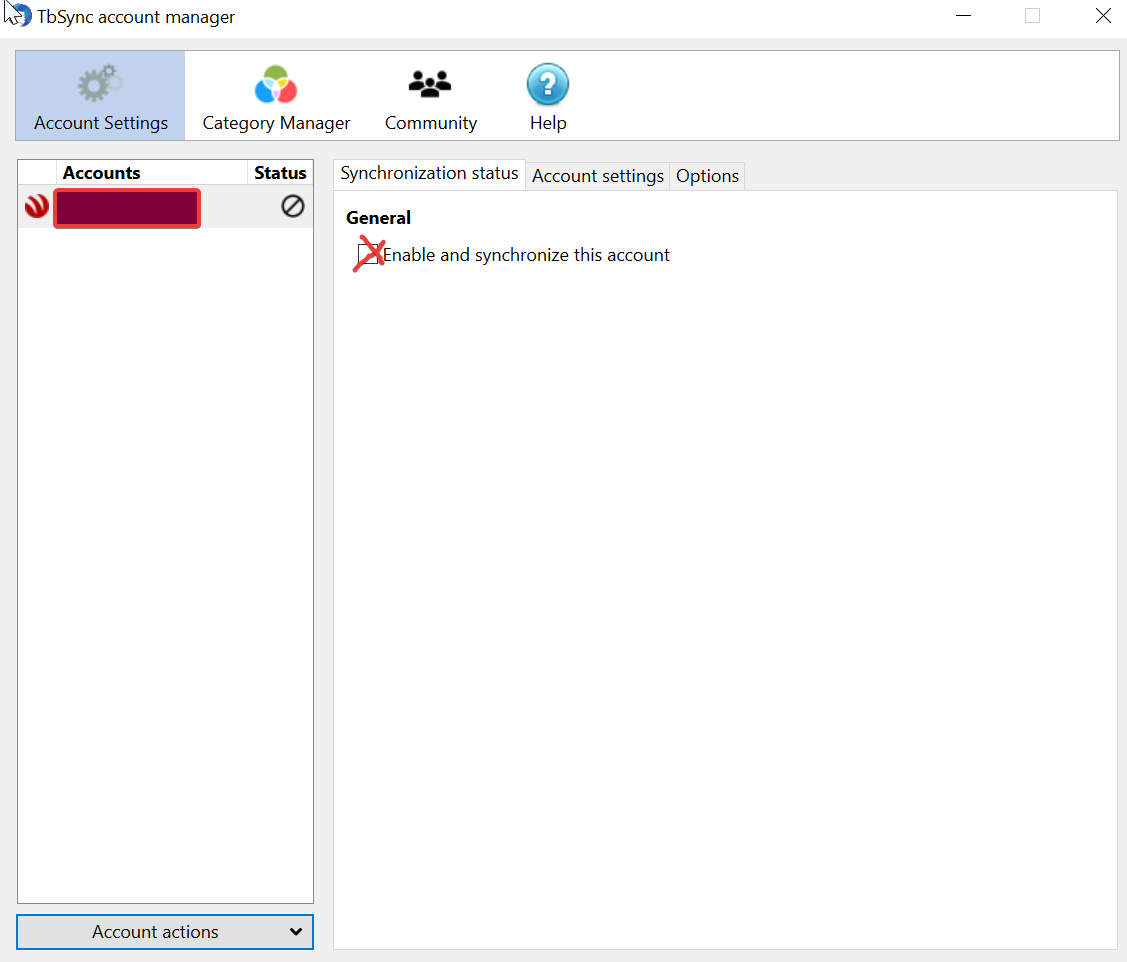 TbSync account manager
Account Settings
Category Manager
Community
Help
Accounts
Status
Synchronization status
Account settings
Options
General
Enable and synchronize this account
Account actions